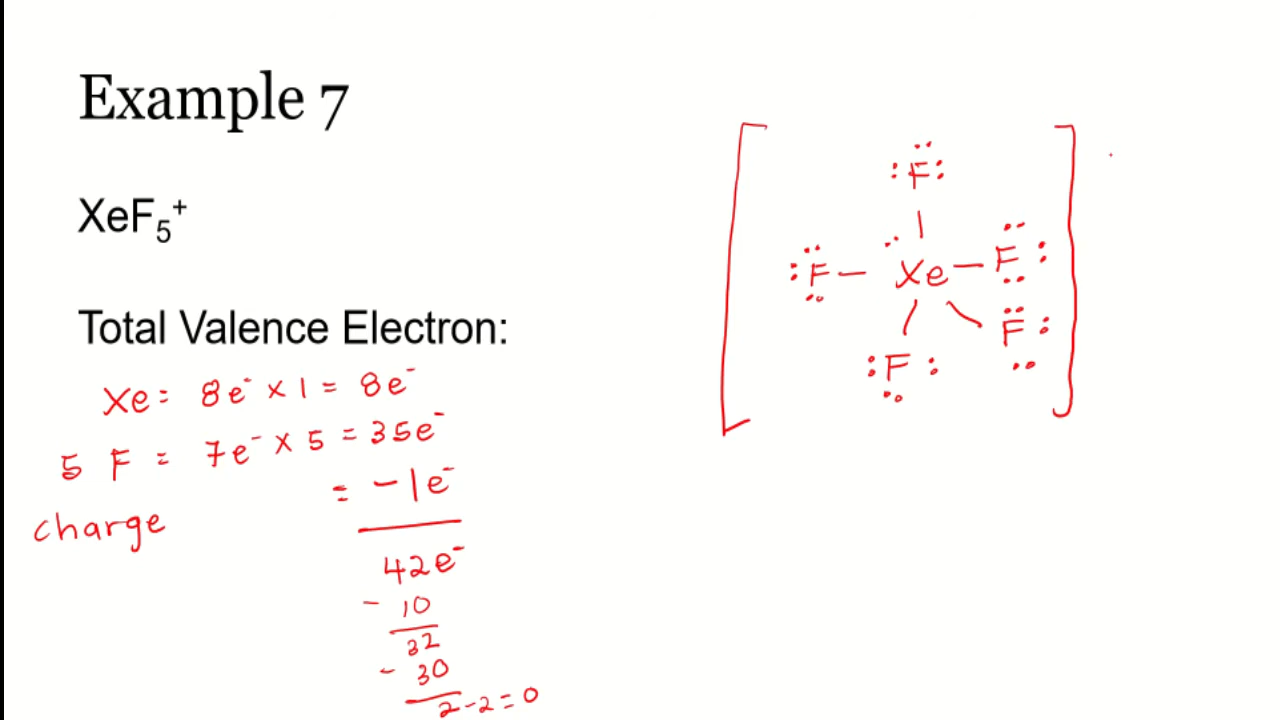 Example 7
XeF₅⁺
Total Valence Electron:
Xe = 8e⁻ x 1 = 8e⁻
5 F = 7e⁻ x 5 = 35e⁻
charge = -1e⁻
42e⁻
- 10
32
- 30
2 - 2 = 0
F
F Xe F
F
F